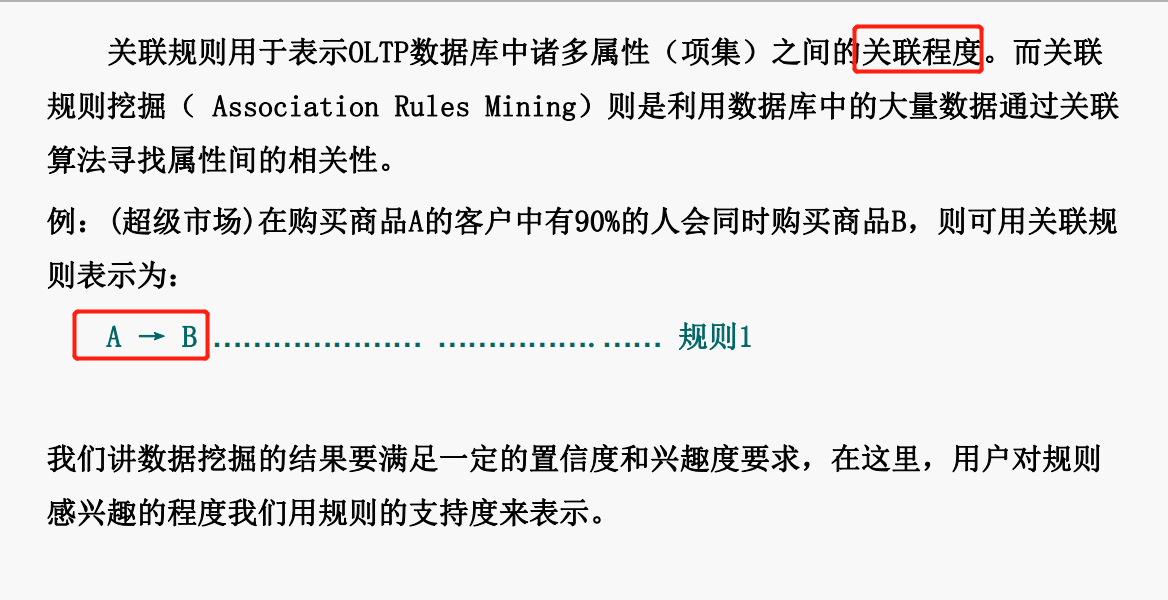 关联规则用于表示OLTP数据库中诸多属性（项集）之间的关联程度。而关联
规则挖掘（ Association Rules Mining）则是利用数据库中的大量数据通过关联
算法寻找属性间的相关性。
例：(超级市场)在购买商品A的客户中有90%的人会同时购买商品B，则可用关联规
则表示为：
A → B ..................... ................ ...... 规则1
我们讲数据挖掘的结果要满足一定的置信度和兴趣度要求，在这里，用户对规则
感兴趣的程度我们用规则的支持度来表示。